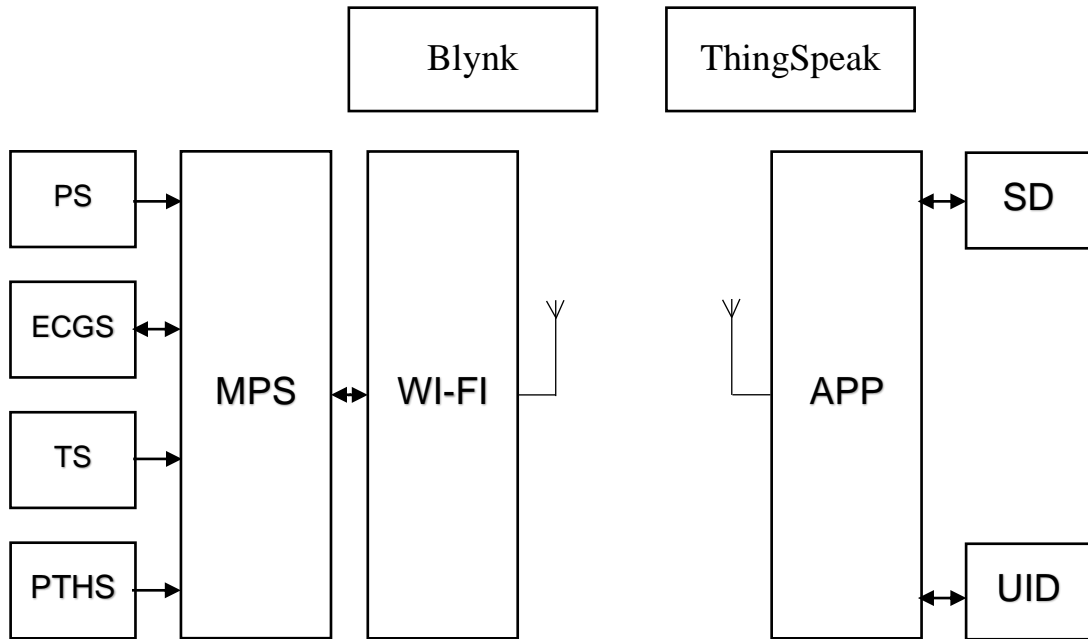 Blynk
ThingSpeak
PS
ECGS
TS
PTHS
MPS
WI-FI
APP
SD
UID